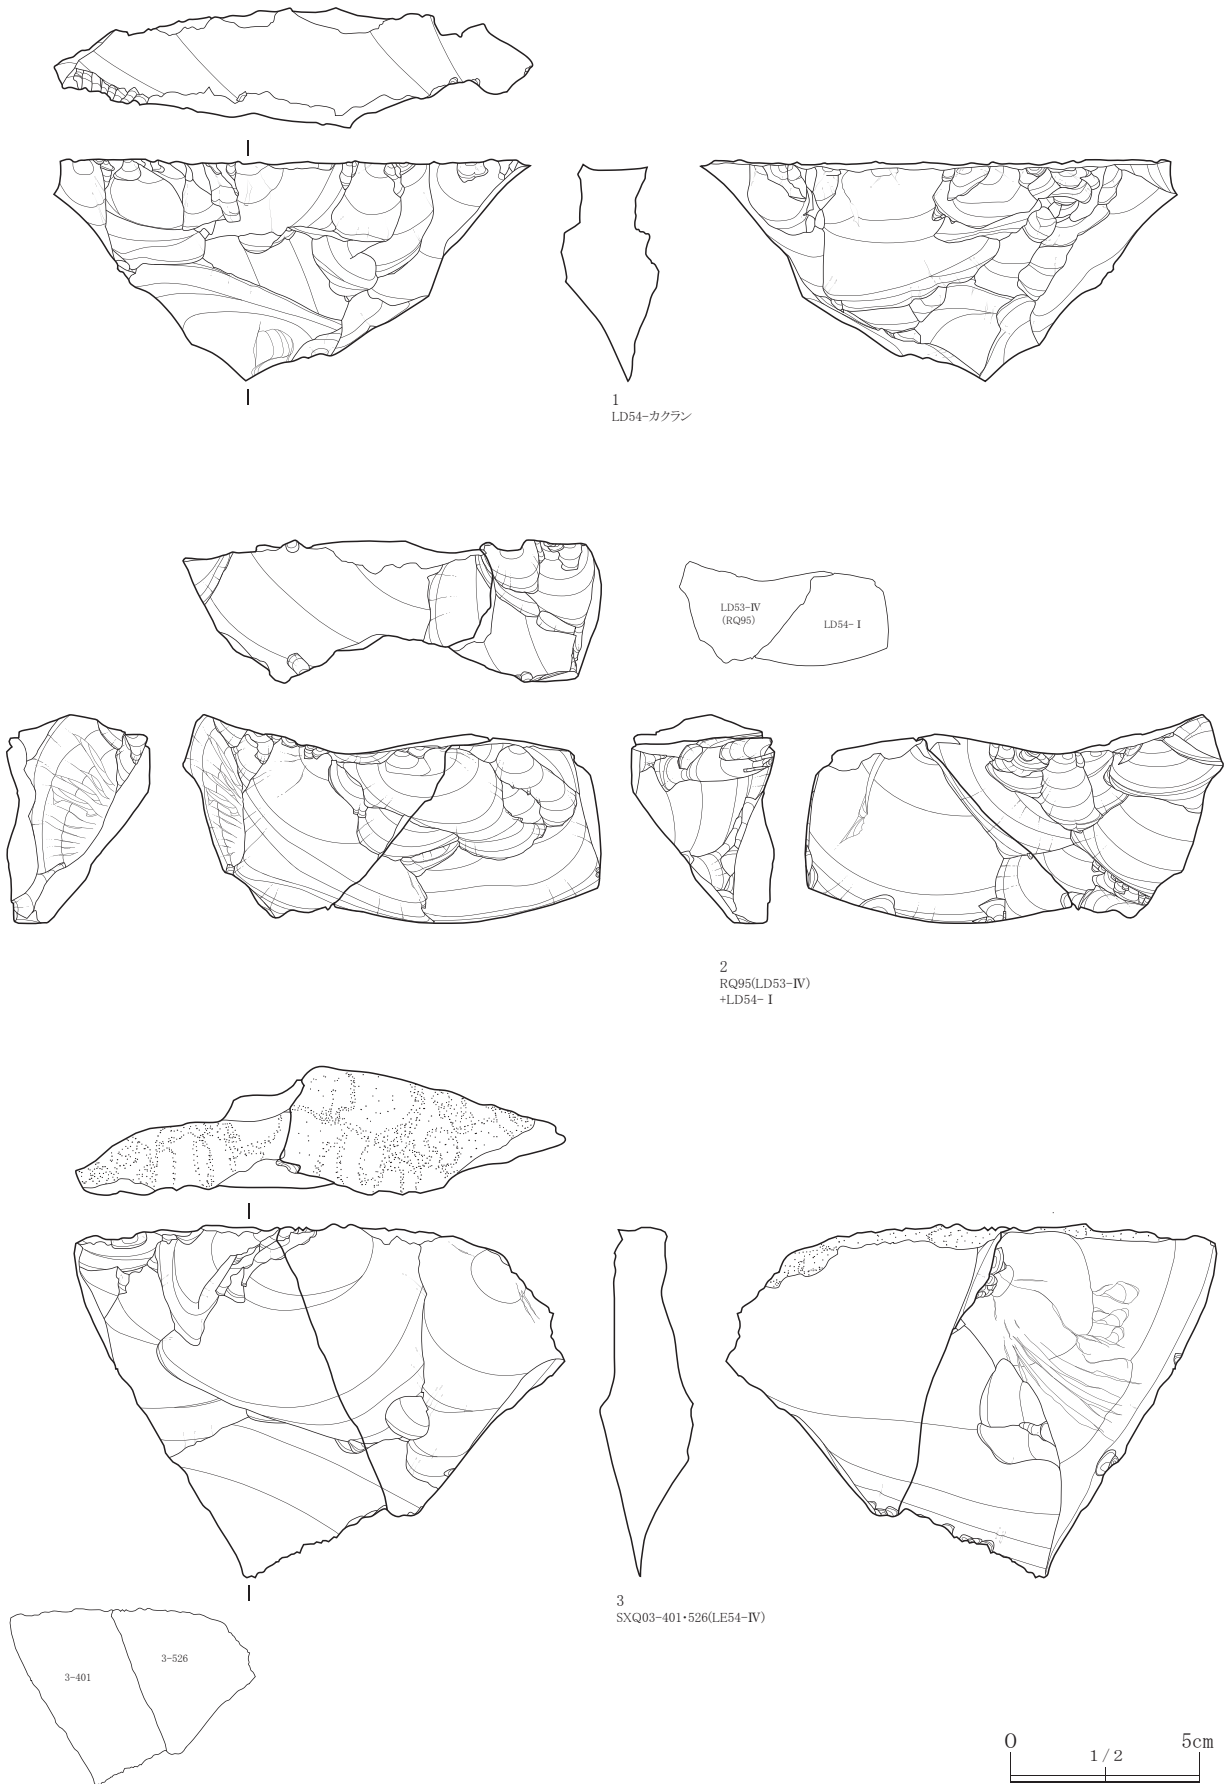 1
LD54-カクラン
LD53-Ⅳ
(RQ95)
LD54-Ⅰ
2
RQ95(LD53-Ⅳ)
+LD54-Ⅰ
3
SXQ03-401・526(LE54-Ⅳ)
3-401
3-526
0 5cm
1/2